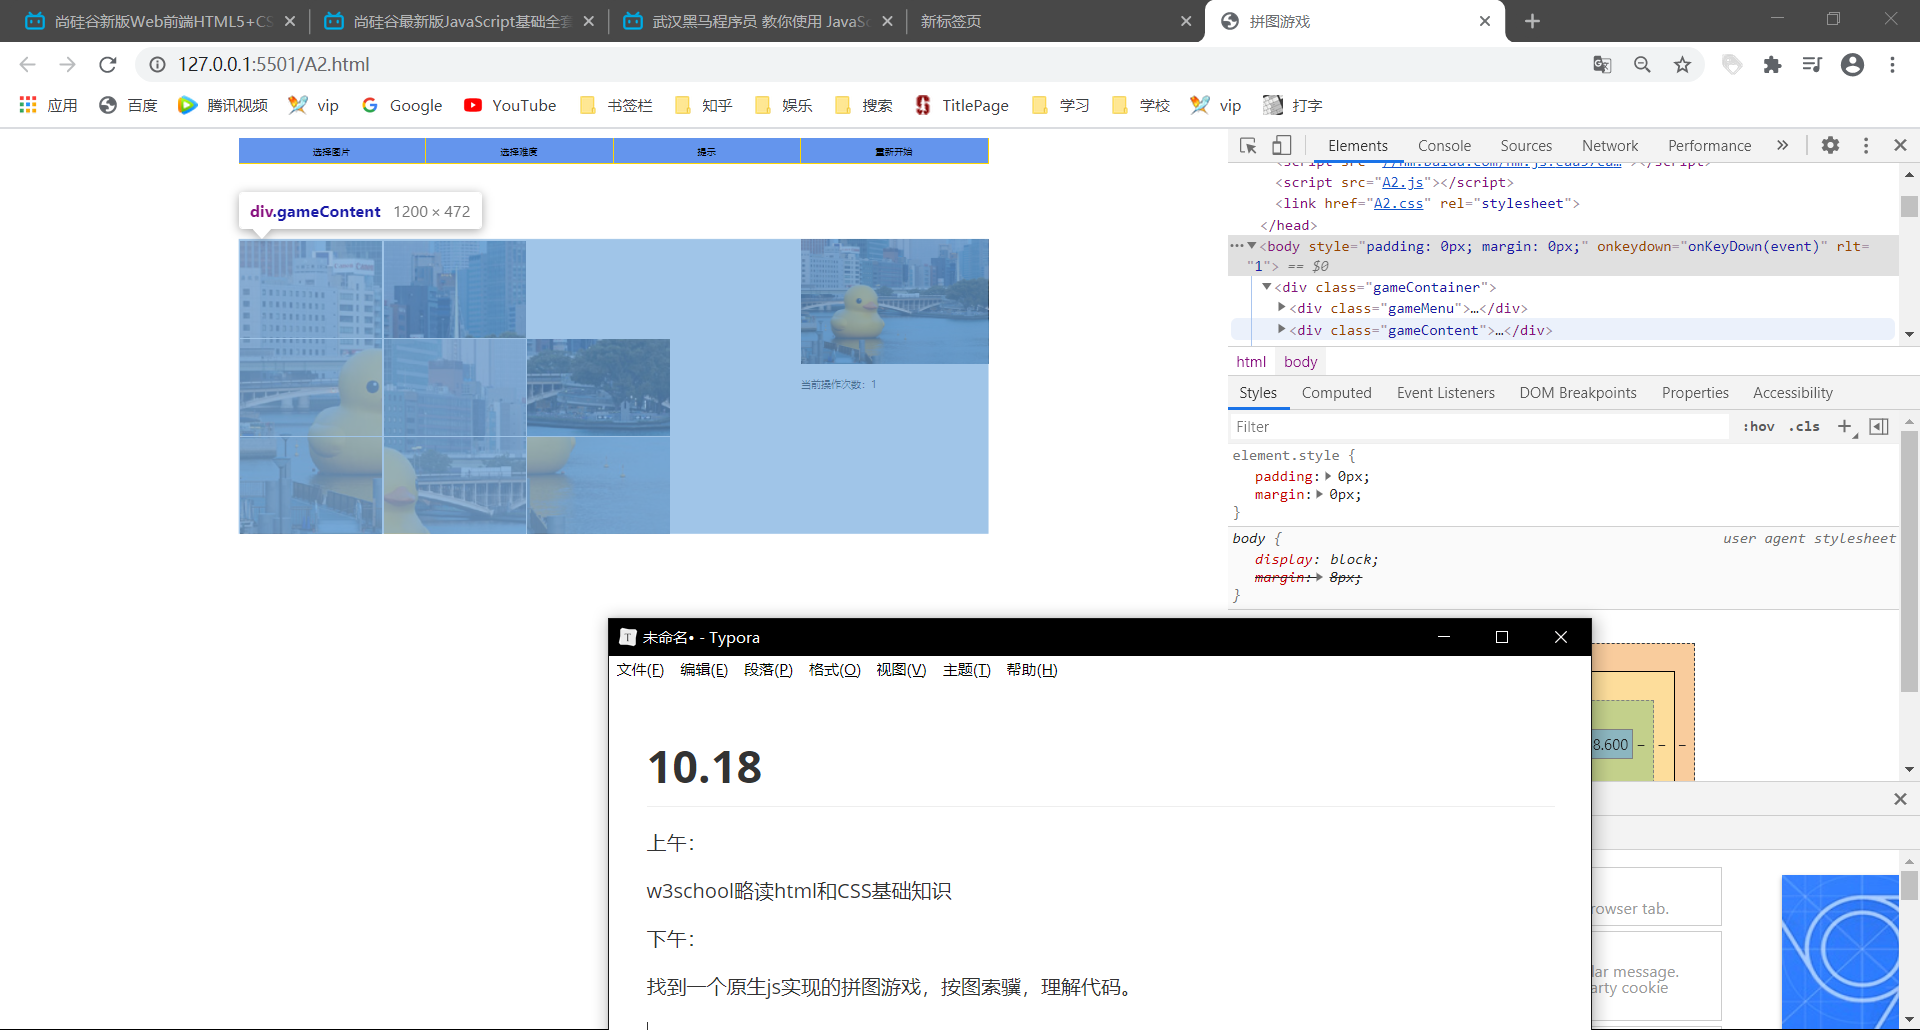 尚硅谷新版Web前端HTML5+CS
尚硅谷最新版JavaScript基础全套
武汉黑马程序员 教你使用 JavaSc
新标签页
拼图游戏
127.0.0.1:5501/A2.html
应用
百度
腾讯视频
vip
Google
YouTube
书签栏
知乎
娱乐
搜索
TitlePage
学习
学校
vip
打字
选择图片
选择难度
提示
重新开始
div.gameContent 1200 × 472
当前操作次数：1
Elements
Console
Sources
Network
Performance
<script src="A2.js"></script>
<link href="A2.css" rel="stylesheet">
</head>
<body style="padding: 0px; margin: 0px;" onkeydown="onKeyDown(event)" rlt=
"1"> == $0
<div class="gameContainer">
<div class="gameMenu">…</div>
<div class="gameContent">…</div>
html
body
Styles
Computed
Event Listeners
DOM Breakpoints
Properties
Accessibility
Filter
:hov
.cls
element.style {
padding: 0px;
margin: 0px;
}
body {
user agent stylesheet
display: block;
margin: 8px;
}
8.600
rowser tab.
lar message.
arty cookie
未命名• - Typora
文件(F)
编辑(E)
段落(P)
格式(O)
视图(V)
主题(T)
帮助(H)
10.18
上午：
w3school略读html和CSS基础知识
下午：
找到一个原生js实现的拼图游戏，按图索骥，理解代码。